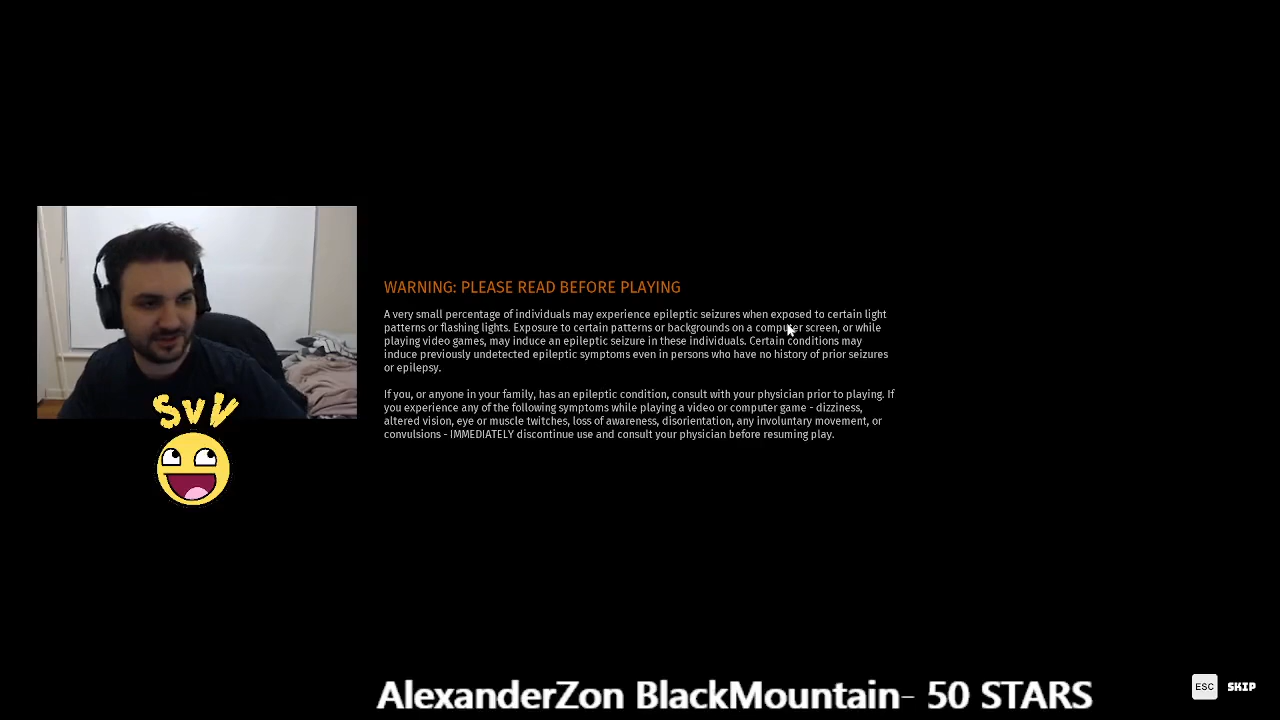 WARNING: PLEASE READ BEFORE PLAYING
A very small percentage of individuals may experience epileptic seizures when exposed to certain light
patterns or flashing lights. Exposure to certain patterns or backgrounds on a computer screen, or while
playing video games, may induce an epileptic seizure in these individuals. Certain conditions may
induce previously undetected epileptic symptoms even in persons who have no history of prior seizures
or epilepsy.
If you, or anyone in your family, has an epileptic condition, consult with your physician prior to playing. If
you experience any of the following symptoms while playing a video or computer game - dizziness,
altered vision, eye or muscle twitches, loss of awareness, disorientation, any involuntary movement, or
convulsions - IMMEDIATELY discontinue use and consult your physician before resuming play.
SvV
AlexanderZon BlackMountain- 50 STARS
ESC SKIP